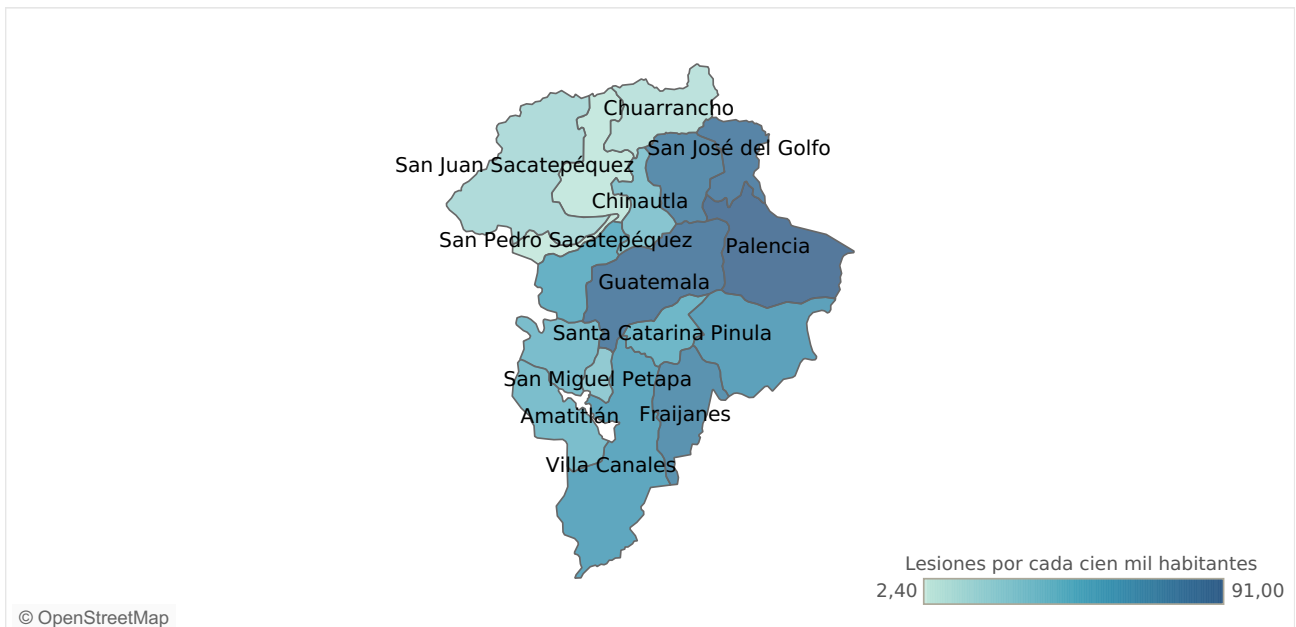 Chuarrancho
San José del Golfo
San Juan Sacatepéquez
Chinautla
San Pedro Sacatepéquez
Palencia
Guatemala
Santa Catarina Pinula
San Miguel Petapa
Amatitlán
Fraijanes
Villa Canales
Lesiones por cada cien mil habitantes
2,40
91,00
© OpenStreetMap